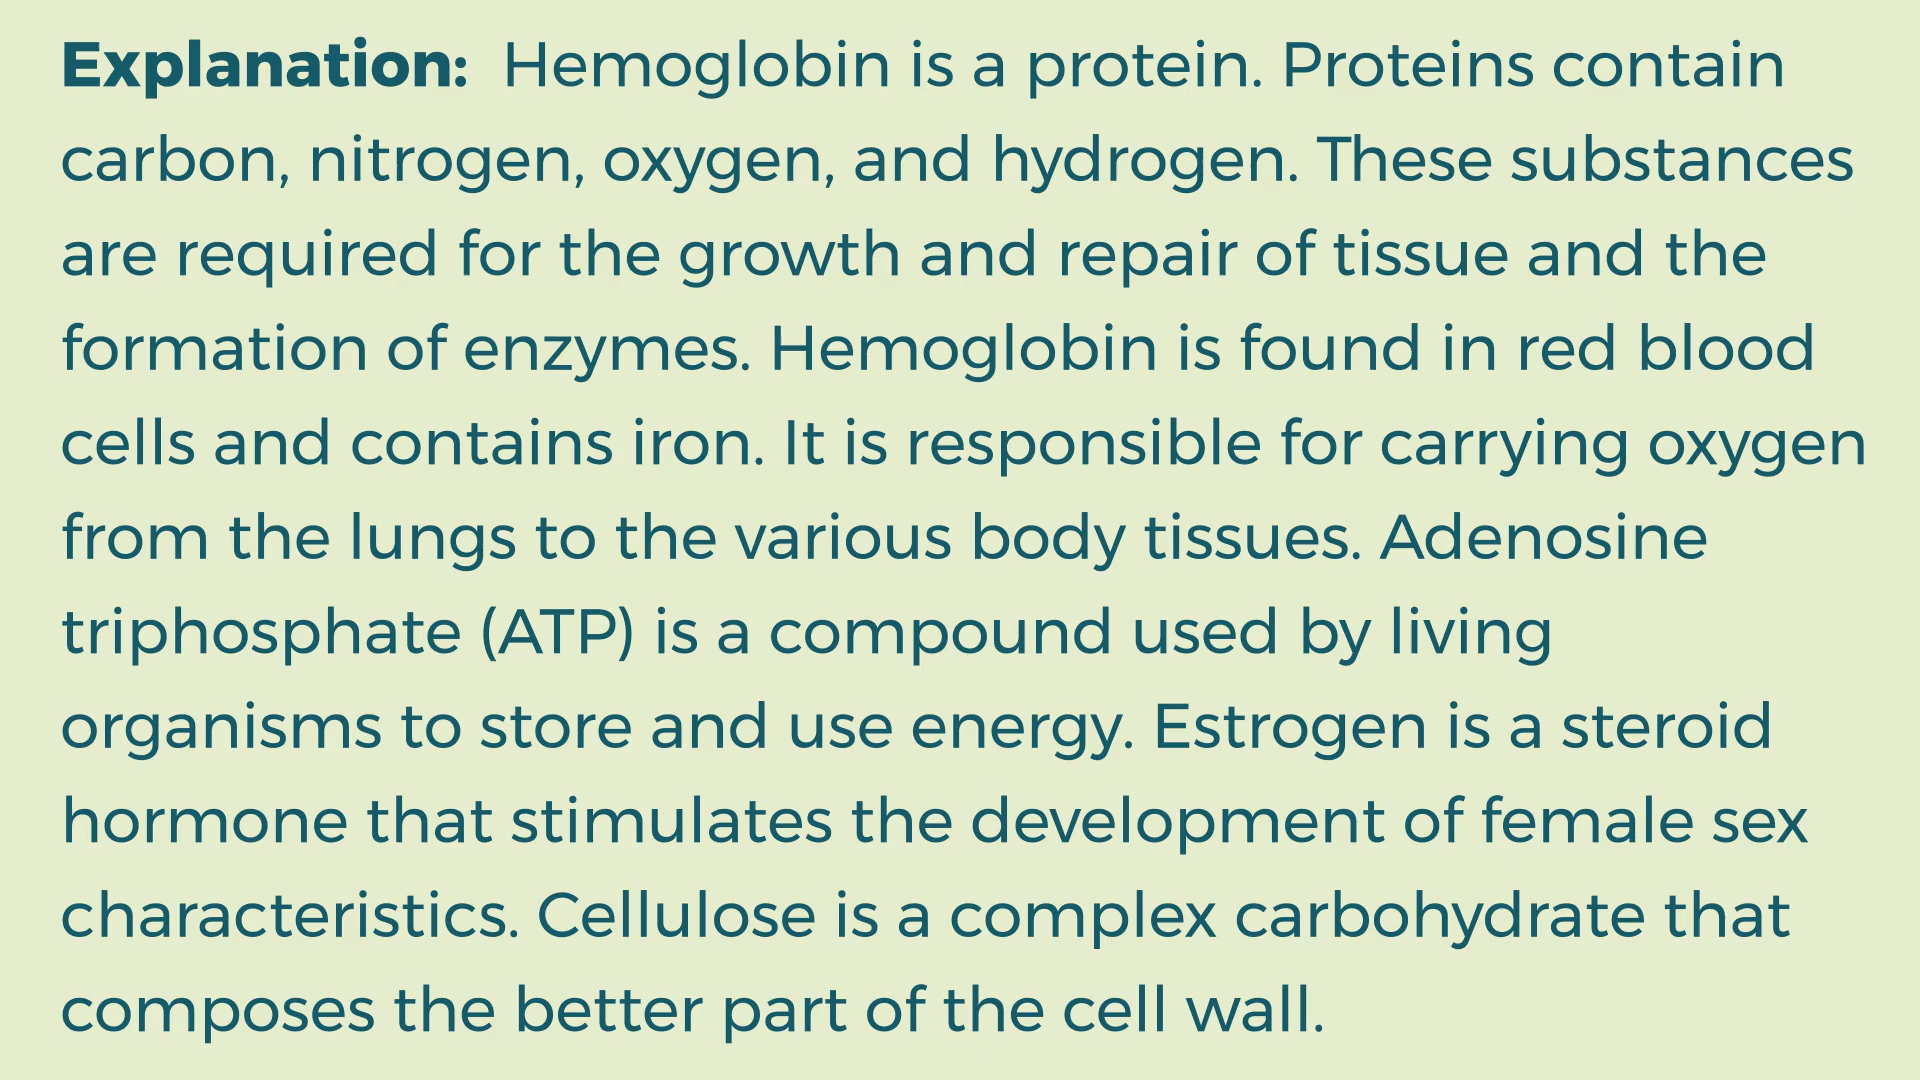 Explanation: Hemoglobin is a protein. Proteins contain
carbon, nitrogen, oxygen, and hydrogen. These substances
are required for the growth and repair of tissue and the
formation of enzymes. Hemoglobin is found in red blood
cells and contains iron. It is responsible for carrying oxygen
from the lungs to the various body tissues. Adenosine
triphosphate (ATP) is a compound used by living
organisms to store and use energy. Estrogen is a steroid
hormone that stimulates the development of female sex
characteristics. Cellulose is a complex carbohydrate that
composes the better part of the cell wall.